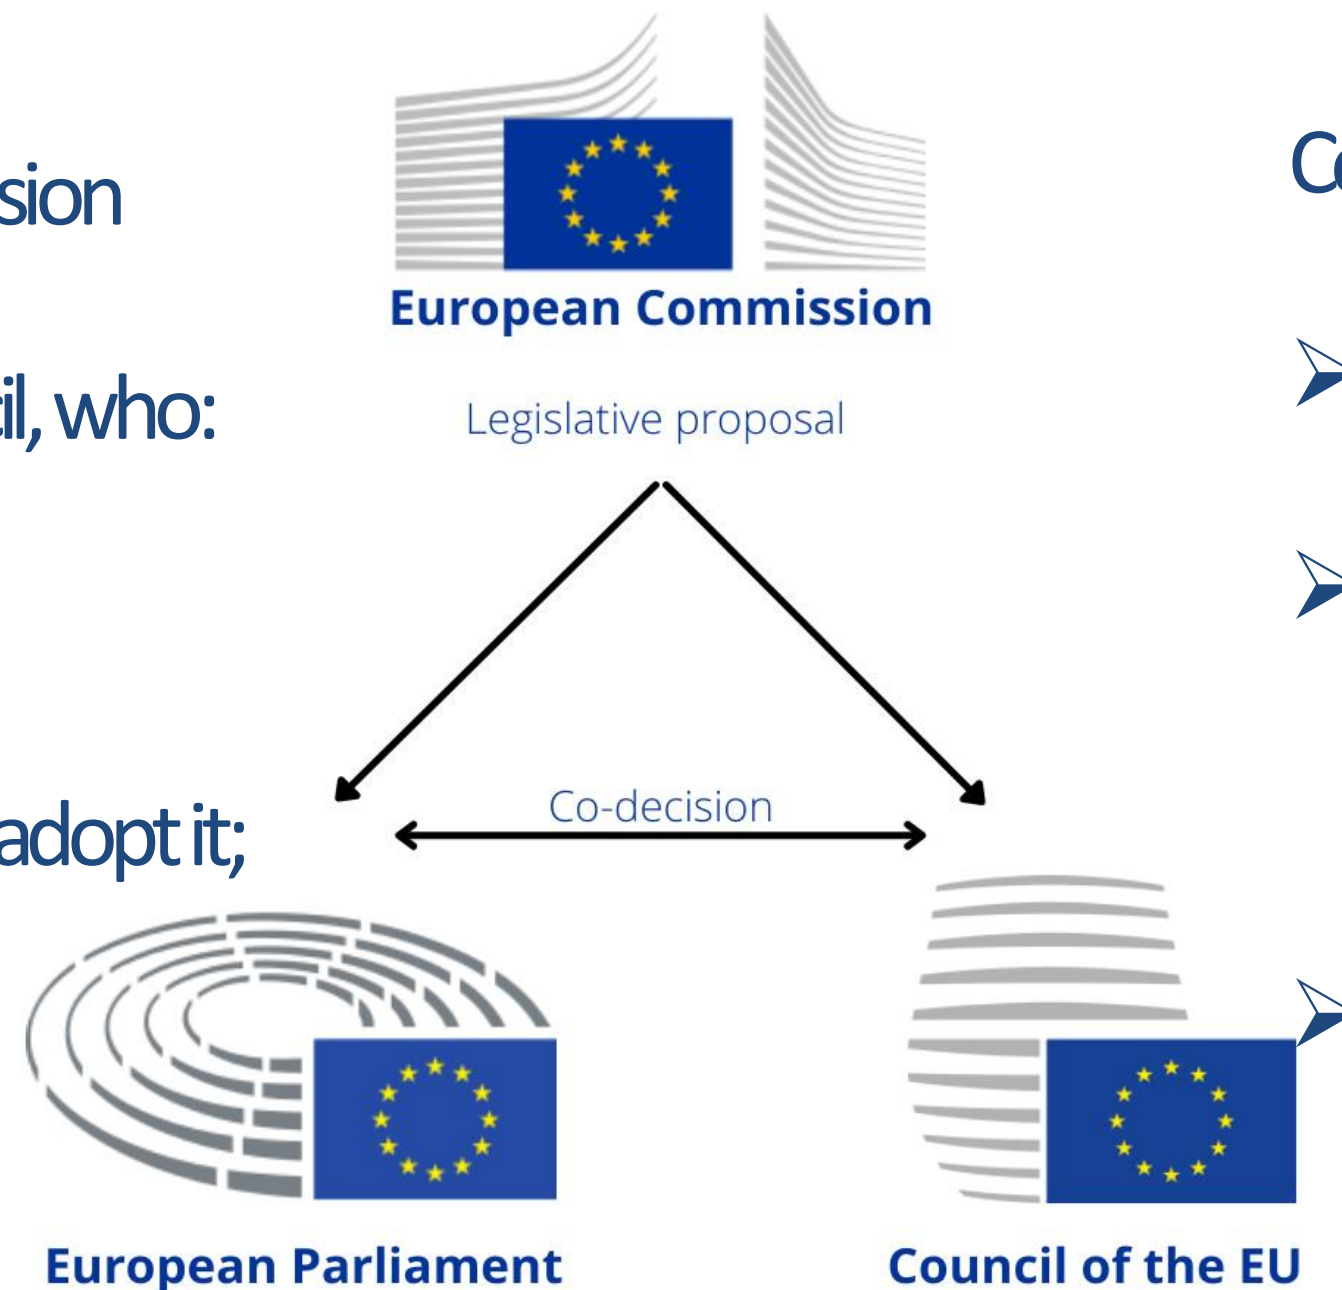 sion
European Commission
il, who:
Legislative proposal
Co-decision
adopt it;
European Parliament
Council of the EU